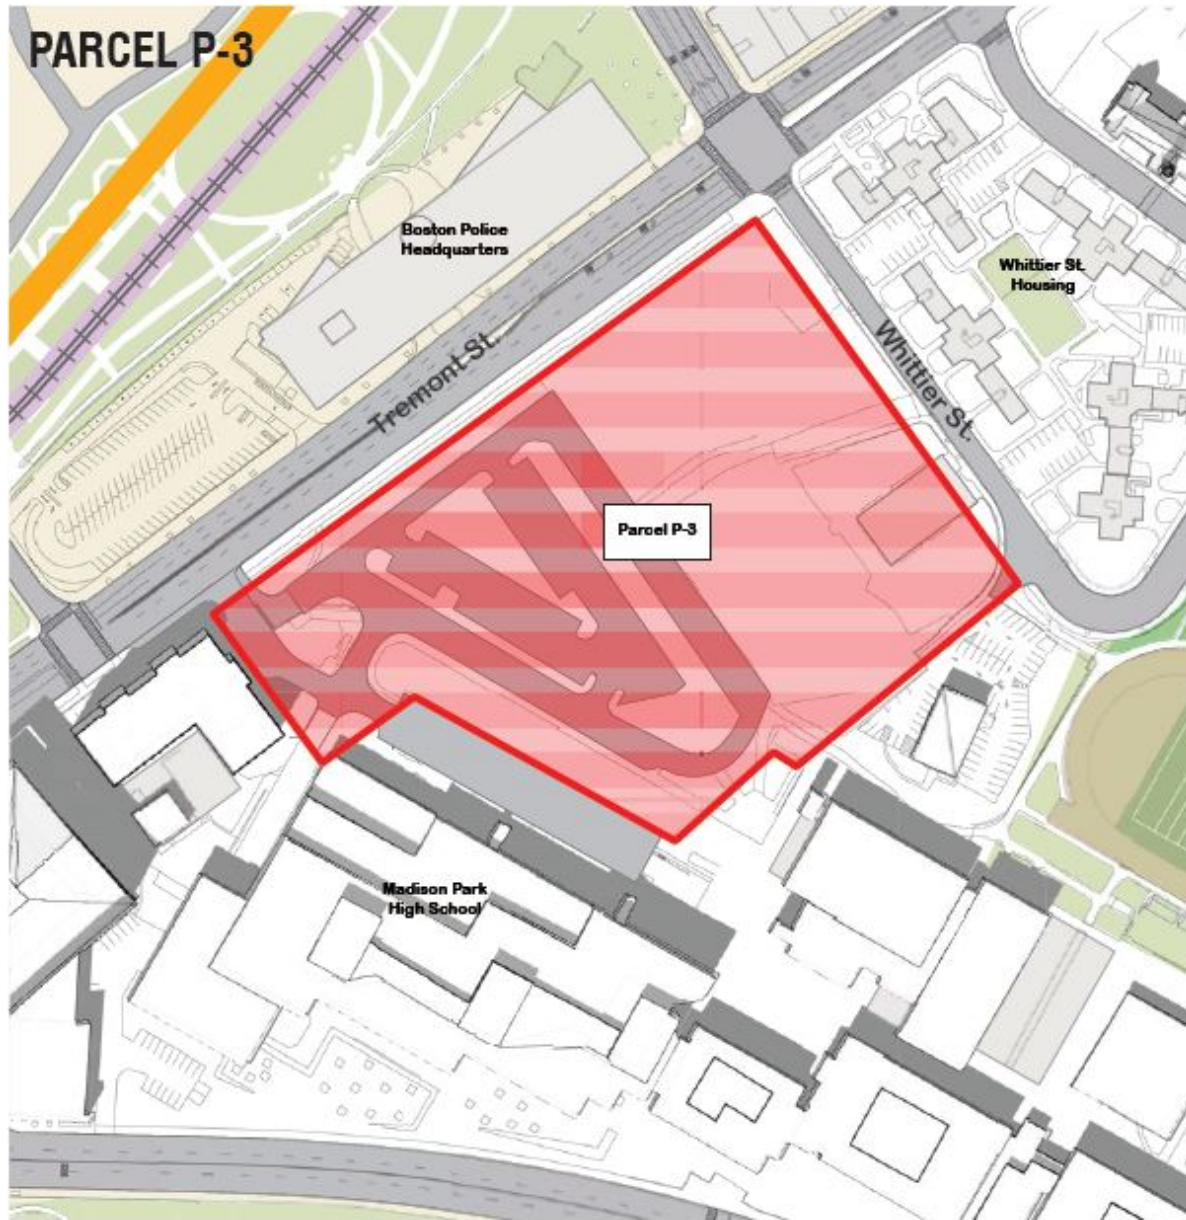 PARCEL P-3
Boston Police
Headquarters
Whittier St.
Housing
Tremont St.
Whittier St.
Parcel P-3
Madison Park
High School